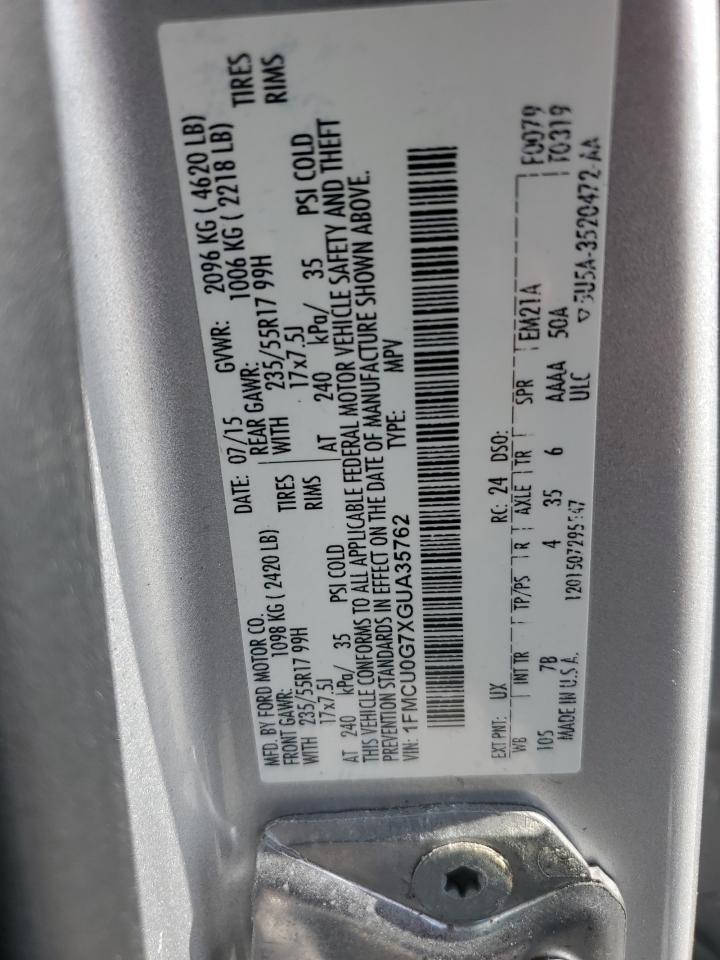 MFD. BY FORD MOTOR CO.
DATE: 07/15 GVWR: 2096 KG ( 4620 LB)
FRONT GAWR: 1098 KG ( 2420 LB)
REAR GAWR: 1006 KG ( 2218 LB)
WITH 235/55R17 99H TIRES
WITH 235/55R17 99H TIRES
17x7.5J RIMS
17x7.5J RIMS
AT 240 kPa/ 35 PSI COLD
AT 240 kPa/ 35 PSI COLD
THIS VEHICLE CONFORMS TO ALL APPLICABLE FEDERAL MOTOR VEHICLE SAFETY AND THEFT
PREVENTION STANDARDS IN EFFECT ON THE DATE OF MANUFACTURE SHOWN ABOVE.
VIN: 1FMCU0G7XGUA35762 TYPE: MPV
EXT PNT: UX RC: 24 DSO: F0079
WB INT TR TP/PS R AXLE TR SPR EM21A T0319
105 7B 4 35 6 AAAA 50A
MADE IN U.S.A. ULC 5U5A-3520472-AA